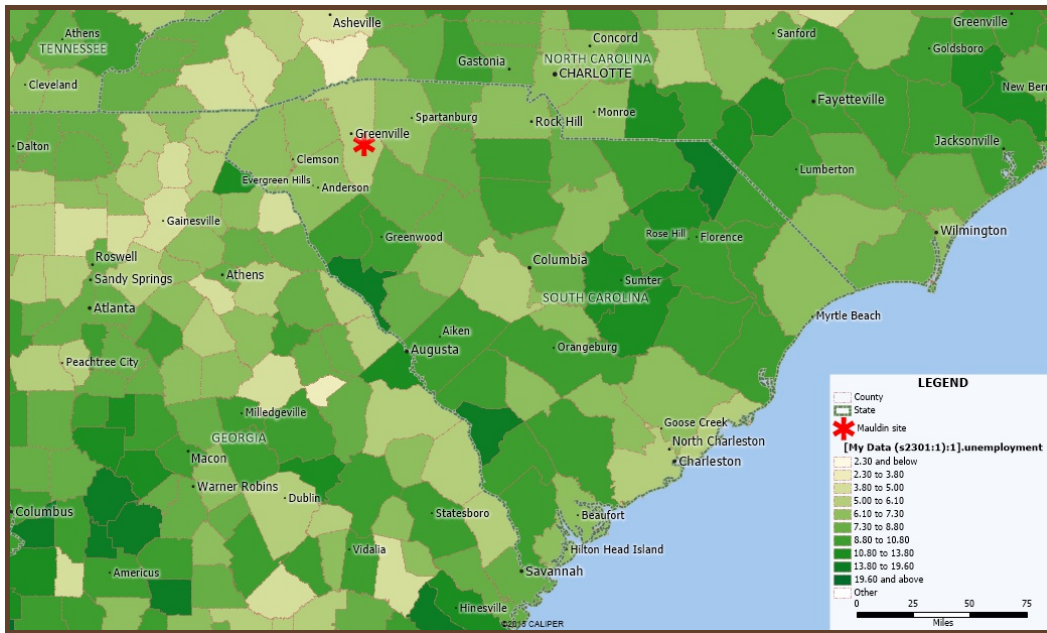 Asheville
Athens
TENNESSEE
Cleveland
Concord
NORTH CAROLINA
CHARLOTTE
Gastonia
Sanford
Greenville
Goldsboro
New Bern
Fayetteville
Jacksonville
Dalton
Greenville
Spartanburg
Rock Hill
Monroe
Clemson
Evergreen Hills
Anderson
Lumberton
Gainesville
Greenwood
Rose Hill
Florence
Wilmington
Roswell
Sandy Springs
Athens
Atlanta
Columbia
Sumter
SOUTH CAROLINA
Myrtle Beach
Aiken
Augusta
Orangeburg
Peachtree City
Milledgeville
GEORGIA
Macon
Warner Robins
Dublin
Columbus
Statesboro
Vidalia
Americus
Goose Creek
North Charleston
Charleston
Beaufort
Hilton Head Island
Savannah
Hinesville
©2015 CALIPER
LEGEND
County
State
Mauldin site
[My Data (s2301:1):1].unemployment
2.30 and below
2.30 to 3.80
3.80 to 5.00
5.00 to 6.10
6.10 to 7.30
7.30 to 8.80
8.80 to 10.80
10.80 to 13.80
13.80 to 19.60
19.60 and above
Other
0 25 50 75
Miles